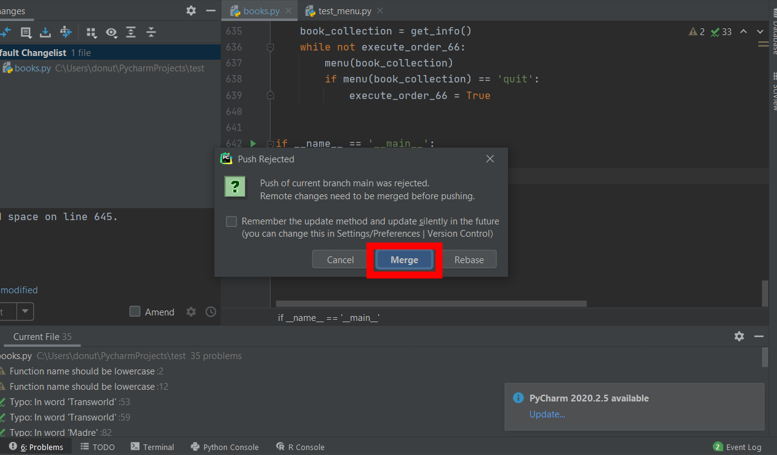 hanges
books.py
test_menu.py
fault Changelist 1 file
books.py C:\Users\donut\PycharmProjects\test
635 book_collection = get_info()
636 while not execute_order_66:
637 menu(book_collection)
638 if menu(book_collection) == 'quit':
639 execute_order_66 = True
640
641
642 if __name__ == '__main__':
2 33
Database
SciView
Push Rejected
Push of current branch main was rejected.
Remote changes need to be merged before pushing.
Remember the update method and update silently in the future
(you can change this in Settings/Preferences | Version Control)
Cancel Merge Rebase
d space on line 645.
modified
t
Amend
if __name__ == '__main__'
Current File 35
books.py C:\Users\donut\PycharmProjects\test 35 problems
Function name should be lowercase :2
Function name should be lowercase :12
Typo: In word 'Transworld' :53
Typo: In word 'Transworld' :59
Typo: In word 'Madre' :82
PyCharm 2020.2.5 available
Update...
6: Problems TODO Terminal Python Console R Console 2 Event Log